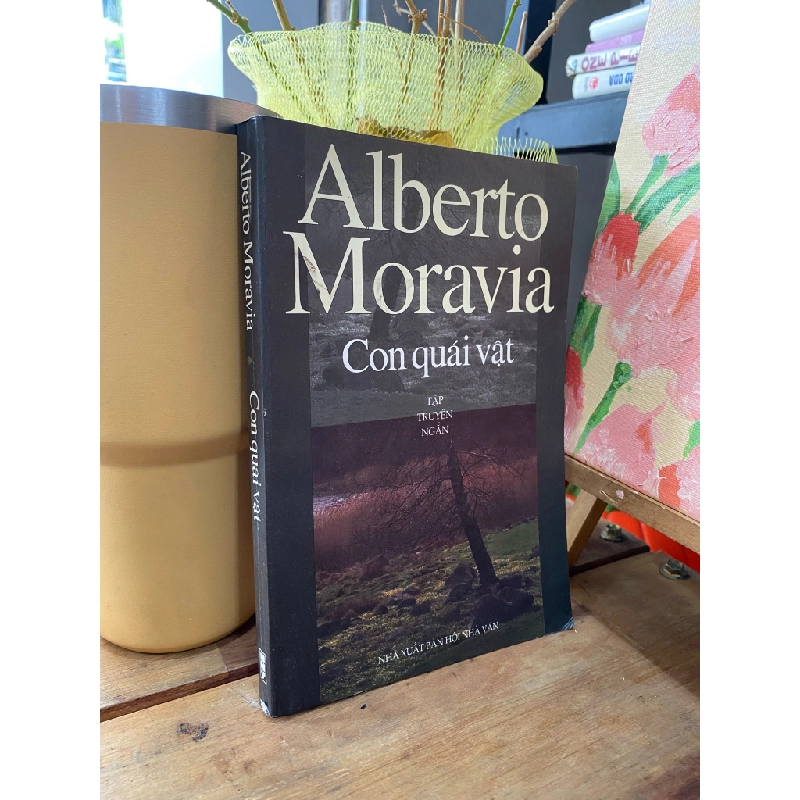 Alberto
Moravia
Con quái vật
TẬP
TRUYỆN
NGẮN
NHÀ XUẤT BẢN HỘI NHÀ VĂN
Alberto Moravia
Con quái vật